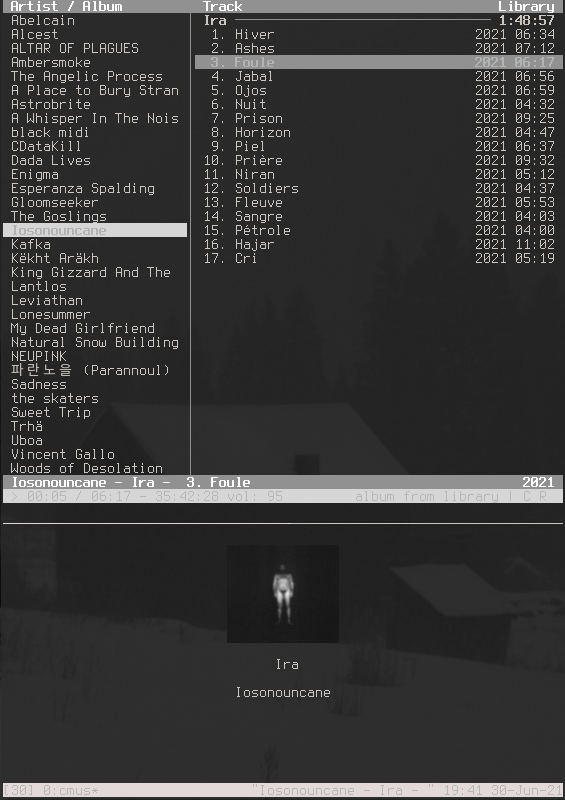 Artist / Album Track Library
Abelcain
Alcest
ALTAR OF PLAGUES
Ambersmoke
The Angelic Process
A Place to Bury Stran
Astrobrite
A Whisper In The Nois
black midi
CDataKill
Dada Lives
Enigma
Esperanza Spalding
Gloomseeker
The Goslings
Iosonouncane
Kafka
Këkht Aräkh
King Gizzard And The
Lantlos
Leviathan
Lonesummer
My Dead Girlfriend
Natural Snow Building
NEUPINK
파란노을 (Parannoul)
Sadness
the skaters
Sweet Trip
Trhä
Uboa
Vincent Gallo
Woods of Desolation
Ira 1:48:57
1. Hiver 2021 06:34
2. Ashes 2021 07:12
3. Foule 2021 06:17
4. Jabal 2021 06:56
5. Ojos 2021 06:59
6. Nuit 2021 04:32
7. Prison 2021 09:25
8. Horizon 2021 04:47
9. Piel 2021 06:37
10. Prière 2021 09:32
11. Niran 2021 05:12
12. Soldiers 2021 04:37
13. Fleuve 2021 05:53
14. Sangre 2021 04:03
15. Pétrole 2021 04:00
16. Hajar 2021 11:02
17. Cri 2021 05:19
Iosonouncane - Ira - 3. Foule 2021
> 00:05 / 06:17 - 35:42:28 vol: 95 album from library | C R
Ira
Iosonouncane
[30] 0:cmus* "Iosonouncane - Ira - " 19:41 30-Jun-21